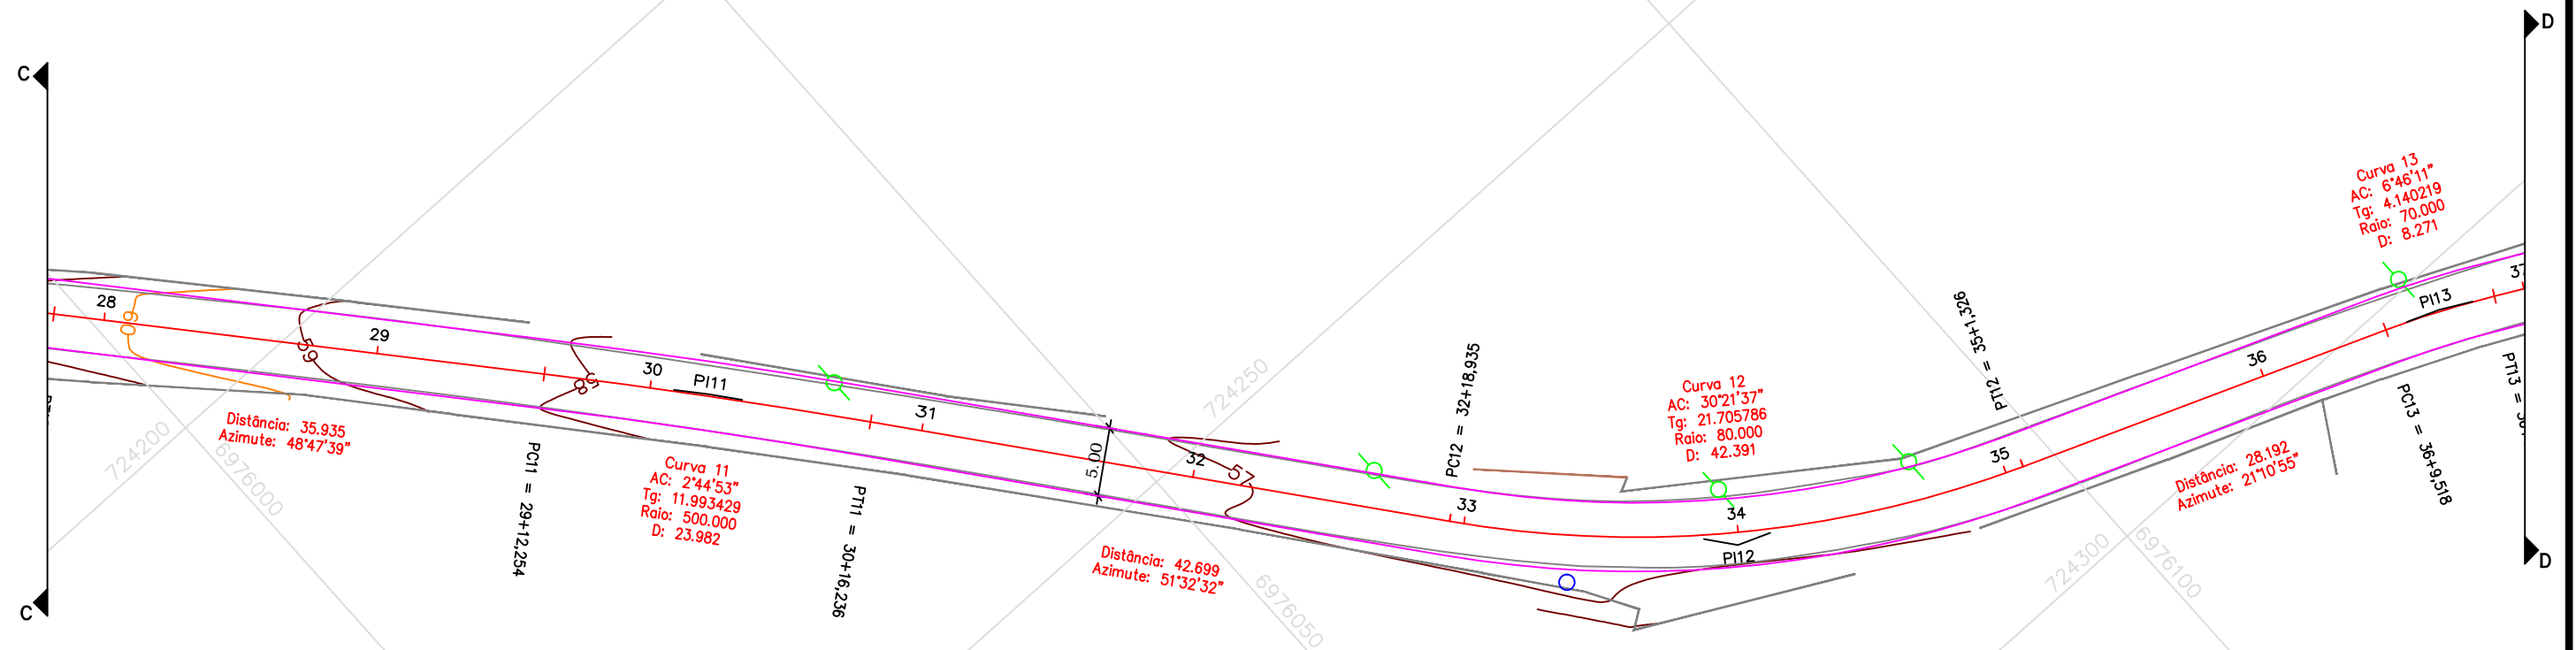 C
D
Curva 13
AC: 6°46'11"
Tg: 4.140219
Raio: 70.000
D: 8.271
28
29
30
PI11
31
60
59
58
5.00
32
57
724200
6976000
Distância: 35.935
Azimute: 48°47'39"
PC11 = 29+12,254
Curva 11
AC: 2°44'53"
Tg: 11.993429
Raio: 500.000
D: 23.982
PT11 = 30+16,236
Distância: 42.699
Azimute: 51°32'32"
724250
6976050
PC12 = 32+18,935
33
Curva 12
AC: 30°21'37"
Tg: 21.705786
Raio: 80.000
D: 42.391
34
PI12
PT12 = 35+1,326
35
36
PI13
Distância: 28.192
Azimute: 21°10'55"
724300
6976100
PC13 = 36+9,518
PT13 =
C
D